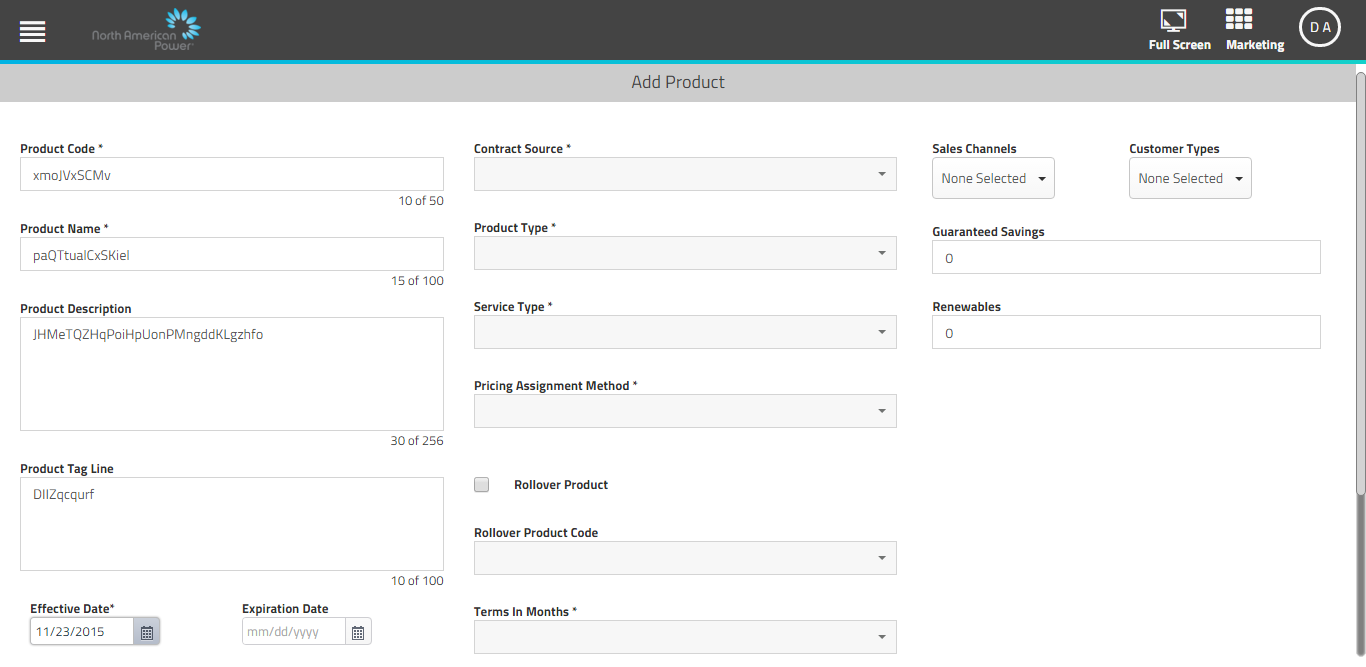 North American
Power
Full Screen
Marketing
D A
Add Product
Product Code *
xmoJVxSCMv
10 of 50
Product Name *
paQTtualCxSKiel
15 of 100
Product Description
JHMeTQZHqPoiHpUonPMngddKLgzhfo
30 of 256
Product Tag Line
DIIZqcqurf
10 of 100
Effective Date*
11/23/2015
Expiration Date
mm/dd/yyyy
Contract Source *
Product Type *
Service Type *
Pricing Assignment Method *
Rollover Product
Rollover Product Code
Terms In Months *
Sales Channels
None Selected
Customer Types
None Selected
Guaranteed Savings
0
Renewables
0